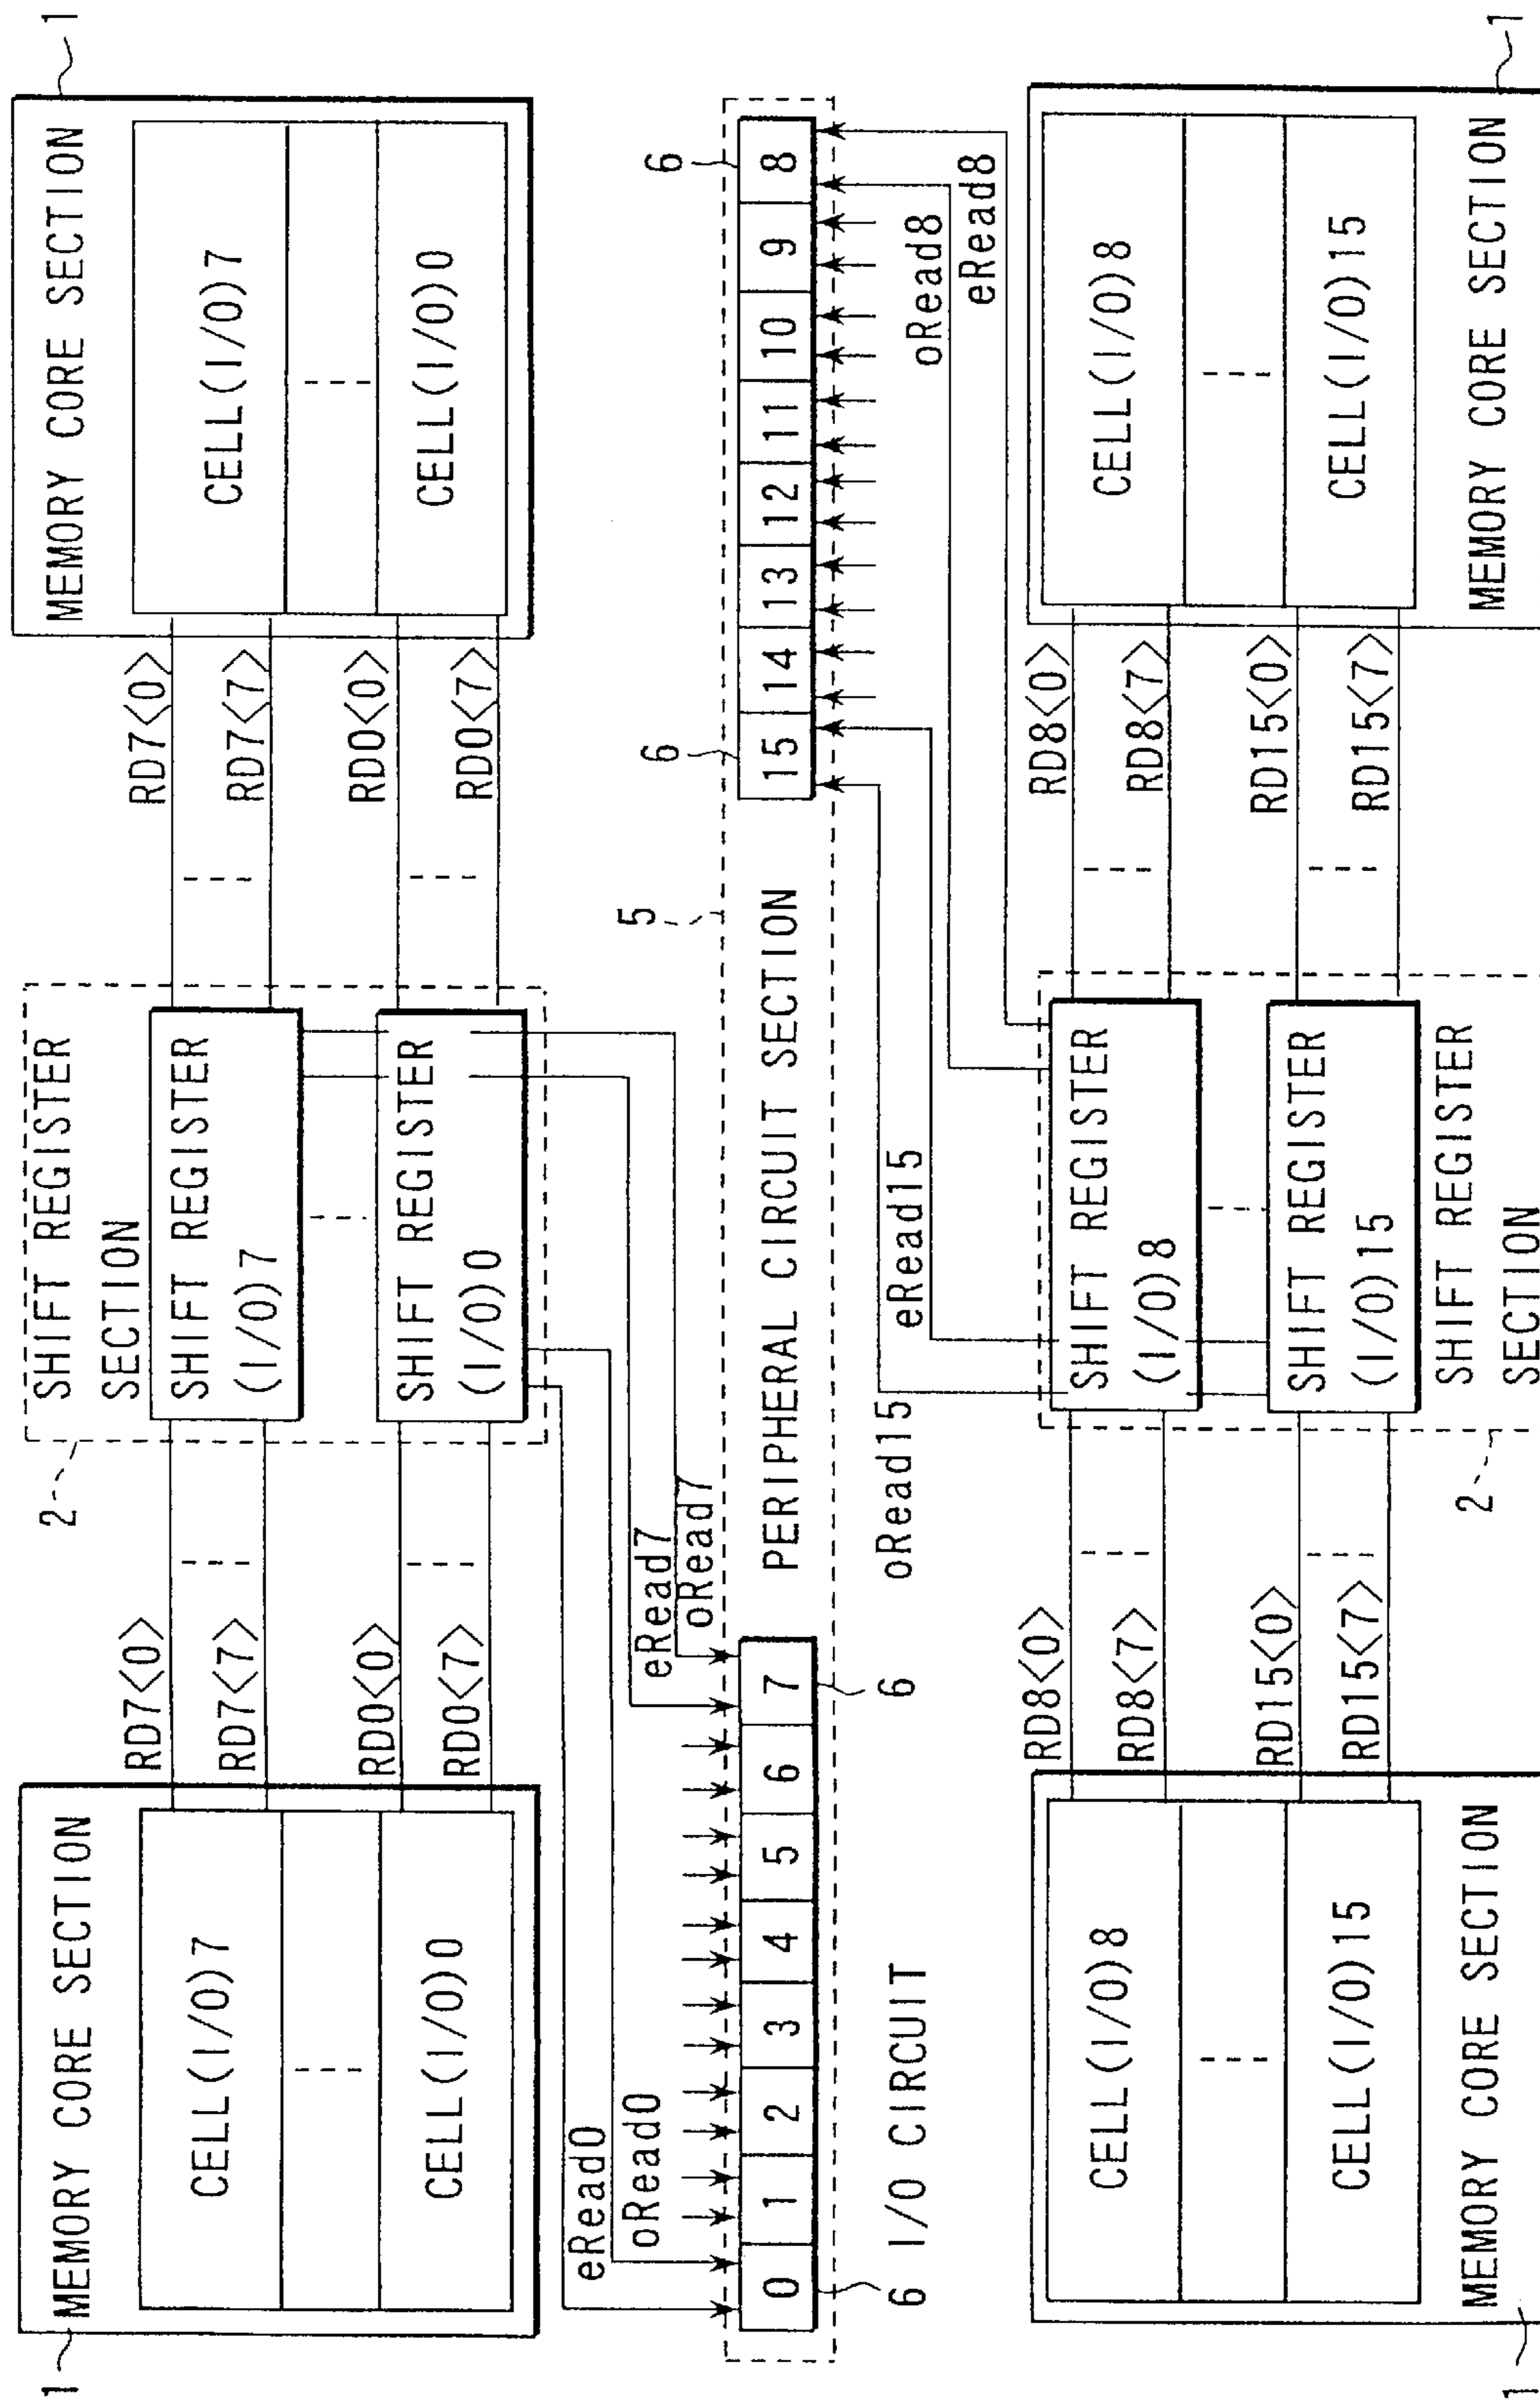 1
MEMORY CORE SECTION
CELL(I/O)7
CELL(I/O)0
RD7<0>
RD7<7>
RD0<0>
RD0<7>
2
SHIFT REGISTER
SECTION
SHIFT REGISTER
(I/O)7
SHIFT REGISTER
(I/O)0
RD7<0>
RD7<7>
RD0<0>
RD0<7>
MEMORY CORE SECTION
CELL(I/O)7
CELL(I/O)0
1
eRead0
oRead0
eRead7
oRead7
5
6
6
0
1
2
3
4
5
6
7
PERIPHERAL CIRCUIT SECTION
15
14
13
12
11
10
9
8
6 I/O CIRCUIT
6
oRead15
eRead15
oRead8
eRead8
CELL(I/O)8
CELL(I/O)15
MEMORY CORE SECTION
1
RD8<0>
RD8<7>
RD15<0>
RD15<7>
SHIFT REGISTER
(I/O)8
SHIFT REGISTER
(I/O)15
SHIFT REGISTER
SECTION
2
RD8<0>
RD8<7>
RD15<0>
RD15<7>
CELL(I/O)8
CELL(I/O)15
MEMORY CORE SECTION
1